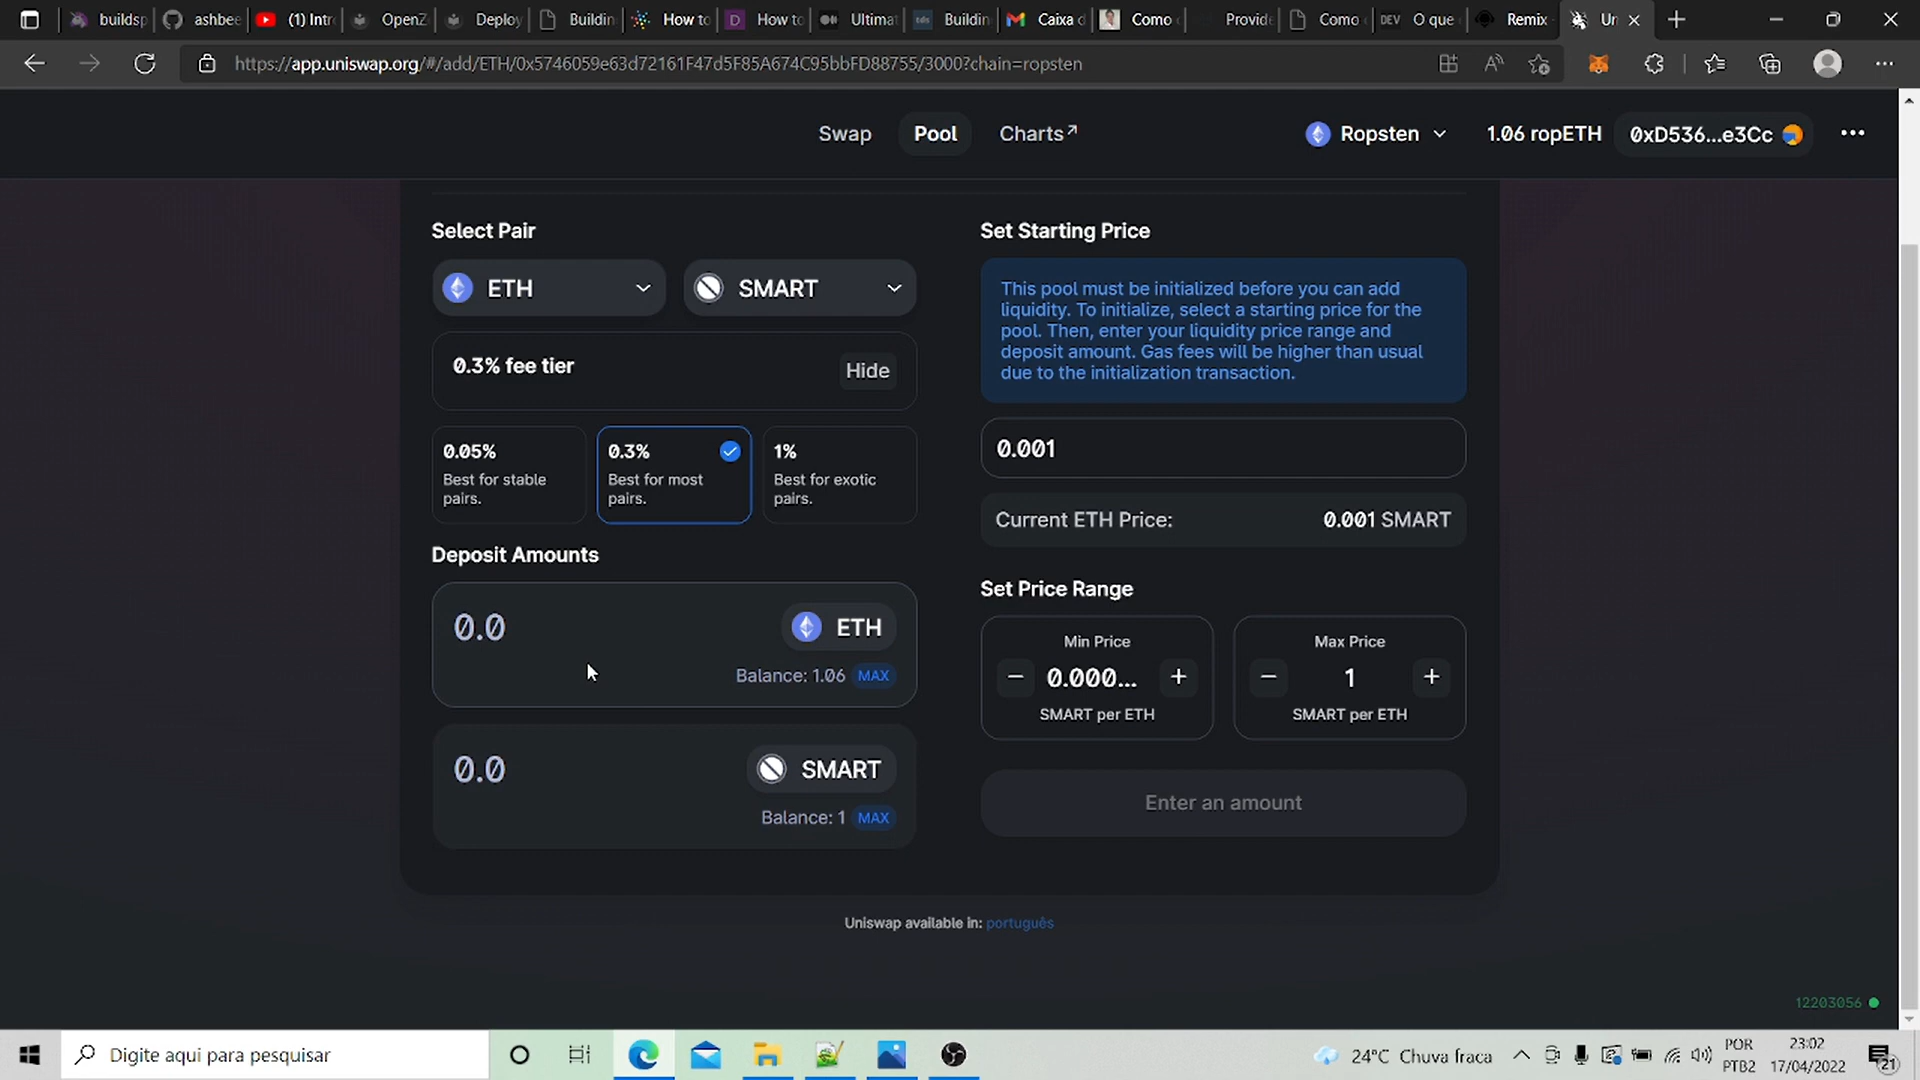 buildsp
ashbee
(1) Intr
OpenZ
Deploy
Buildin
How to
How to
Ultimat
Buildin
Caixa d
Como
Provide
Como
DEV O que
Remix
Un
https://app.uniswap.org/#/add/ETH/0x5746059e63d72161F47d5F85A674C95bbFD88755/3000?chain=ropsten
Swap
Pool
Charts↗
Ropsten
1.06 ropETH
0xD536...e3Cc
Select Pair
ETH
SMART
0.3% fee tier
Hide
0.05%
Best for stable
pairs.
0.3%
Best for most
pairs.
1%
Best for exotic
pairs.
Deposit Amounts
0.0
ETH
Balance: 1.06 MAX
0.0
SMART
Balance: 1 MAX
Set Starting Price
This pool must be initialized before you can add
liquidity. To initialize, select a starting price for the
pool. Then, enter your liquidity price range and
deposit amount. Gas fees will be higher than usual
due to the initialization transaction.
0.001
Current ETH Price: 0.001 SMART
Set Price Range
Min Price
0.000...
SMART per ETH
Max Price
1
SMART per ETH
Enter an amount
Uniswap available in: português
12203056
Digite aqui para pesquisar
24°C Chuva fraca
POR
PTB2
23:02
17/04/2022
21